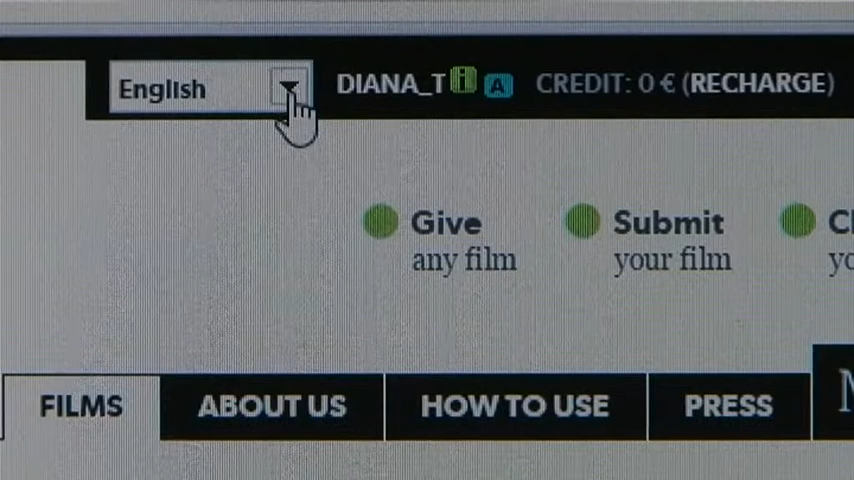 English
DIANA_T i A CREDIT: 0 € (RECHARGE)
Give
any film
Submit
your film
FILMS
ABOUT US
HOW TO USE
PRESS